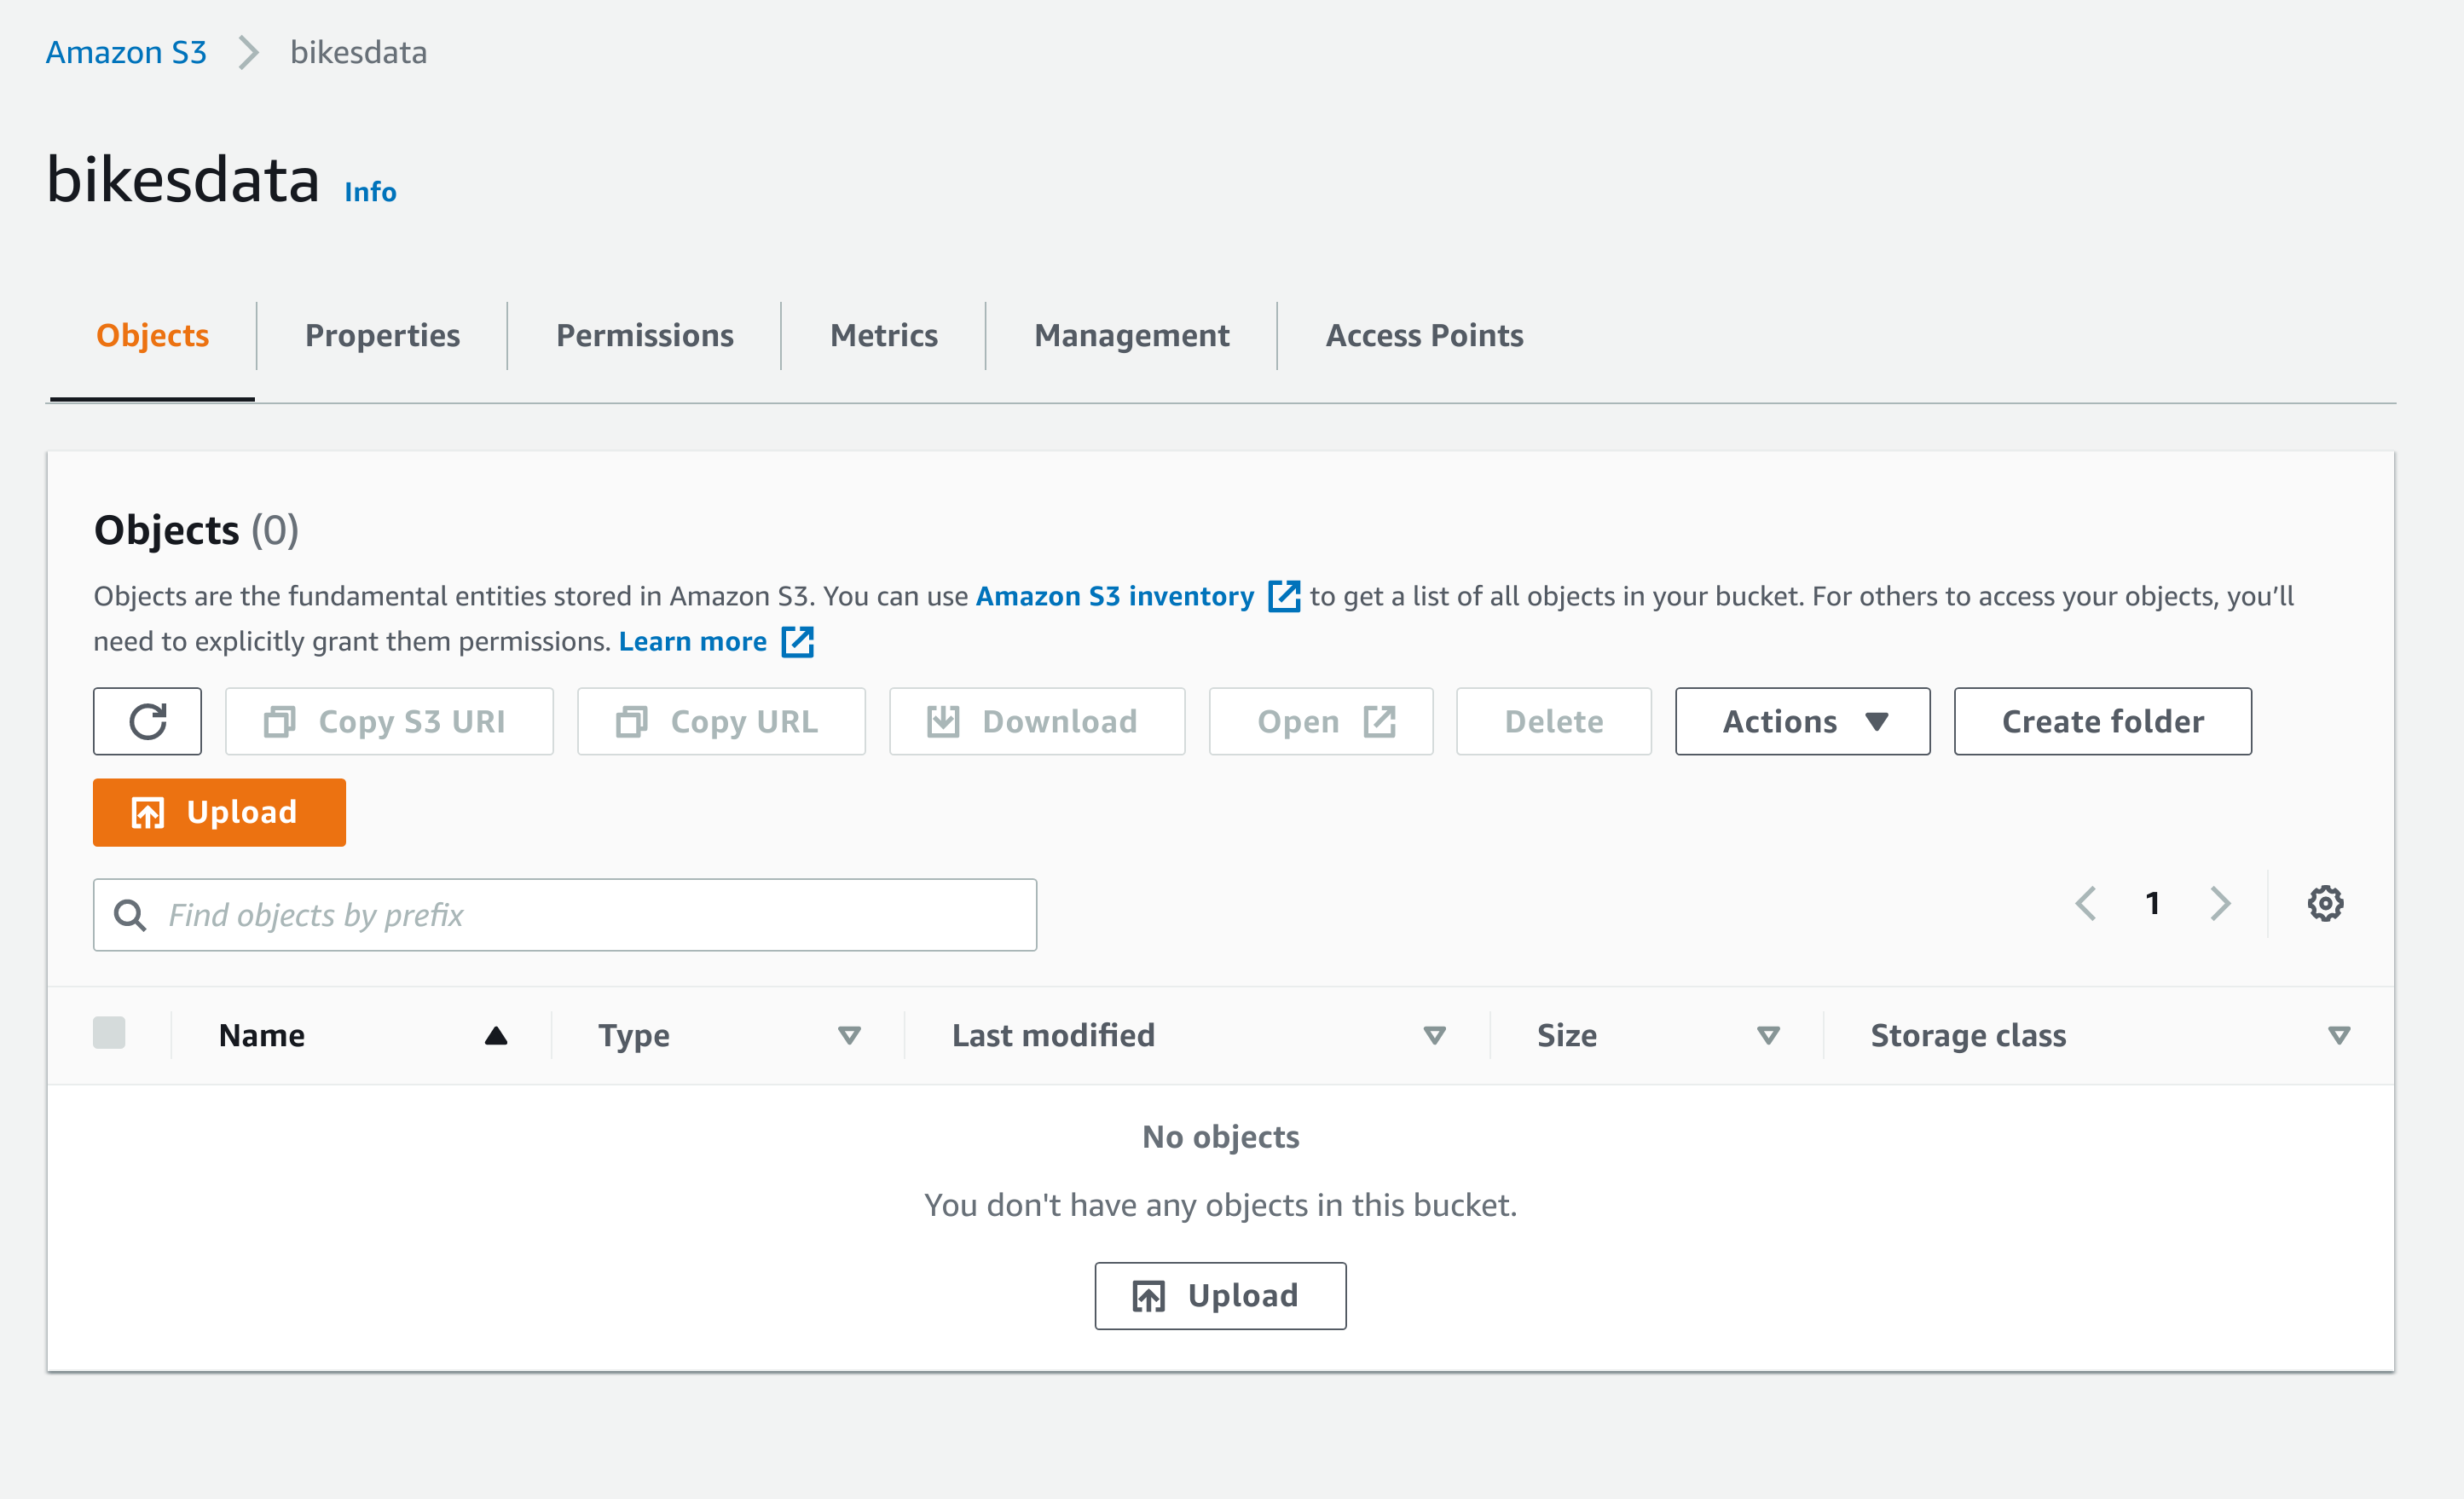 Amazon S3 bikesdata
bikesdata Info
Objects Properties Permissions Metrics Management Access Points
Objects (0)
Objects are the fundamental entities stored in Amazon S3. You can use Amazon S3 inventory to get a list of all objects in your bucket. For others to access your objects, you’ll
need to explicitly grant them permissions. Learn more
Copy S3 URI Copy URL Download Open Delete Actions Create folder
Upload
Find objects by prefix 1
Name Type Last modified Size Storage class
No objects
You don't have any objects in this bucket.
Upload